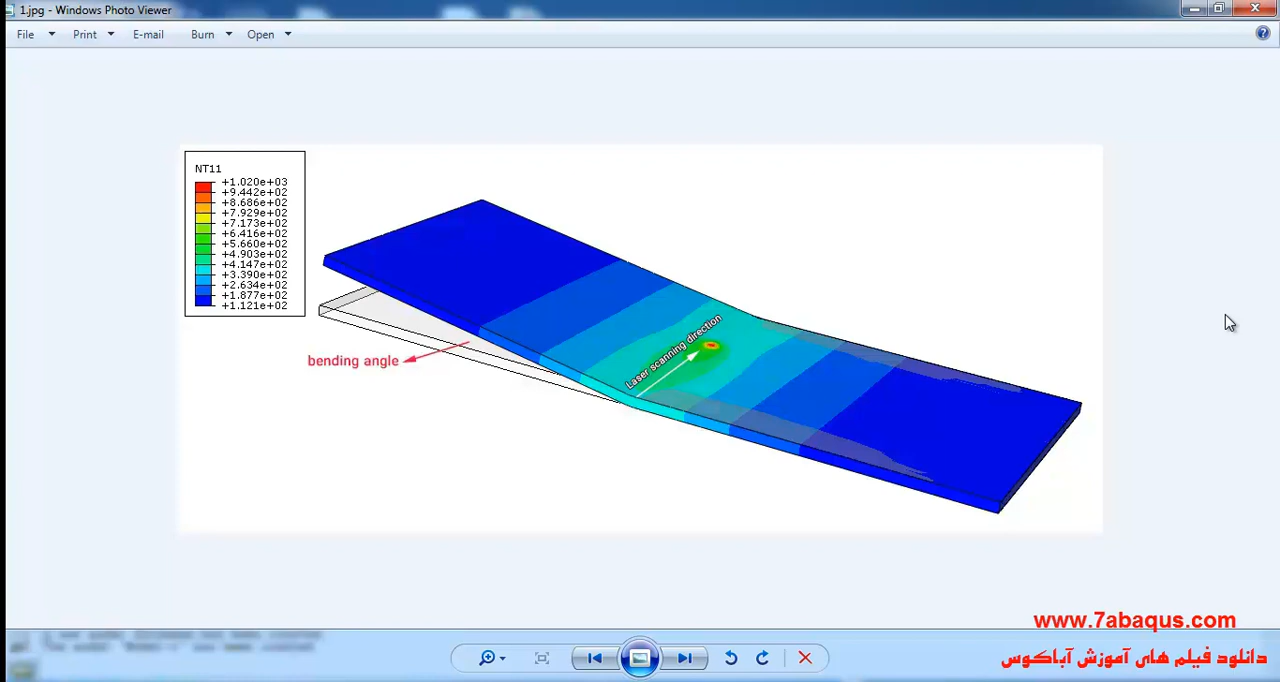 1.jpg - Windows Photo Viewer
File Print E-mail Burn Open
NT11
+1.020e+03
+9.442e+02
+8.686e+02
+7.929e+02
+7.173e+02
+6.416e+02
+5.660e+02
+4.903e+02
+4.147e+02
+3.390e+02
+2.634e+02
+1.877e+02
+1.121e+02
Laser scanning direction
bending angle
www.7abaqus.com
دانلود فیلم های آموزش آباکوس